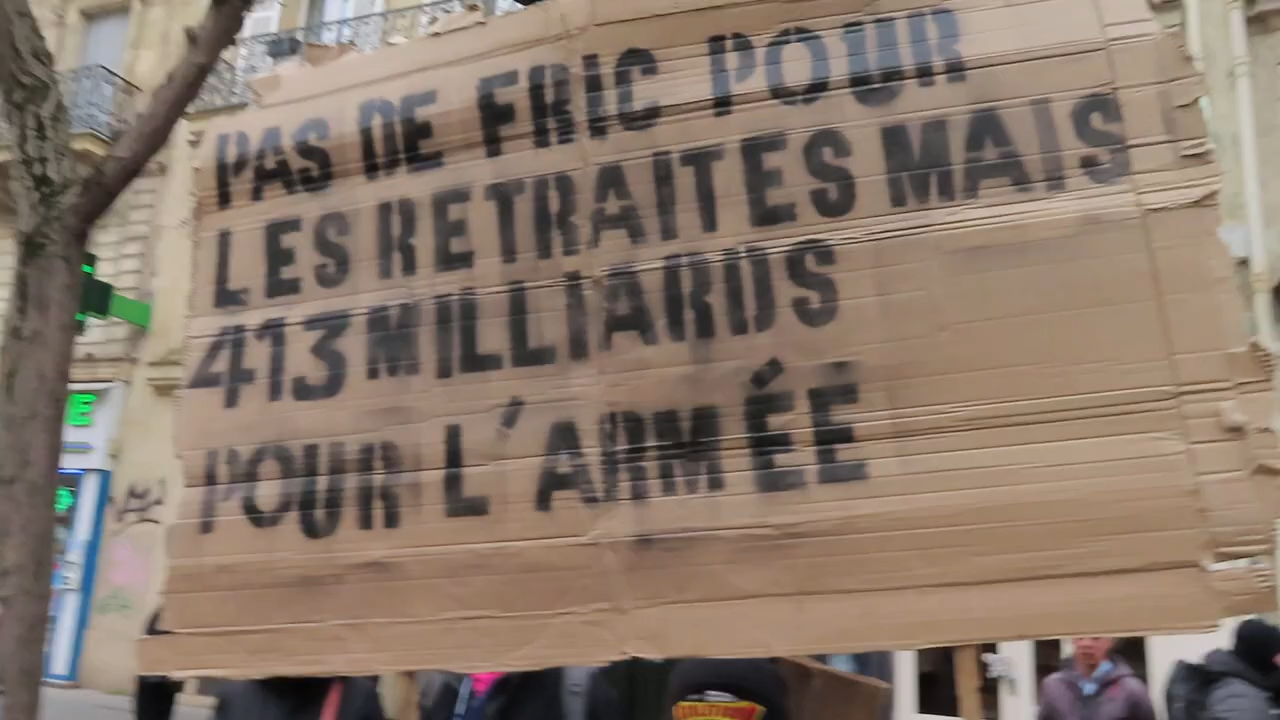 PAS DE FRIC POUR
LES RETRAITES MAIS
413 MILLIARDS
POUR L'ARMÉE
E